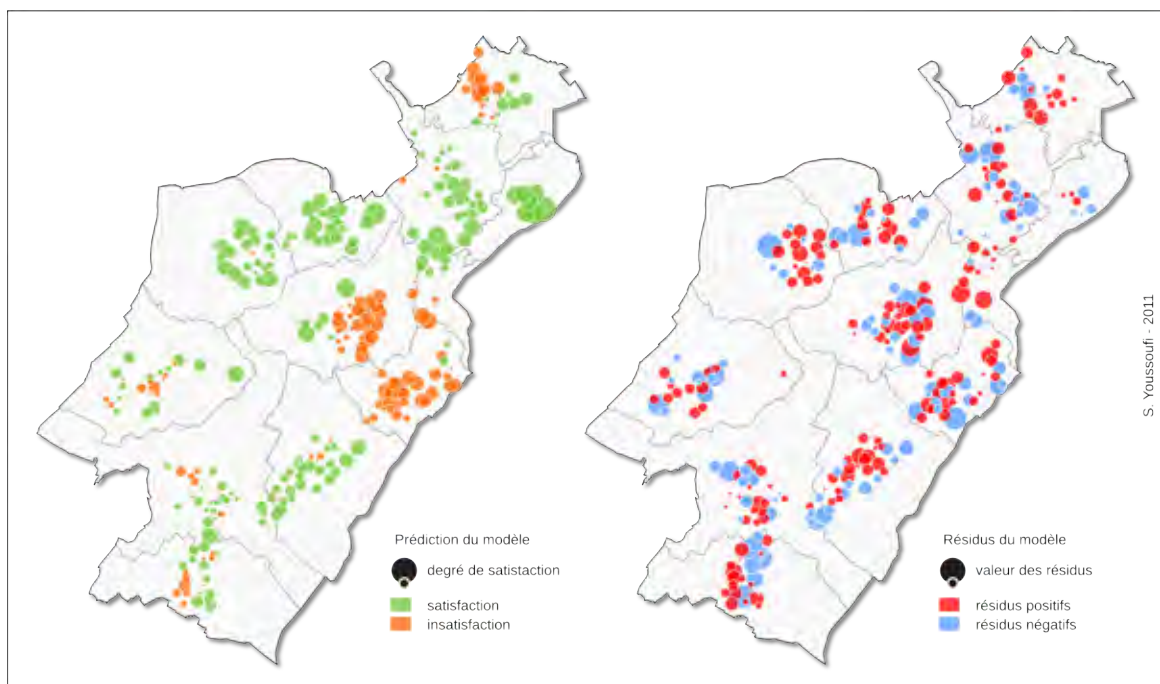 Prédiction du modèle
degré de satistaction
satisfaction
insatisfaction
Résidus du modèle
valeur des résidus
résidus positifs
résidus négatifs
S. Youssoufi - 2011